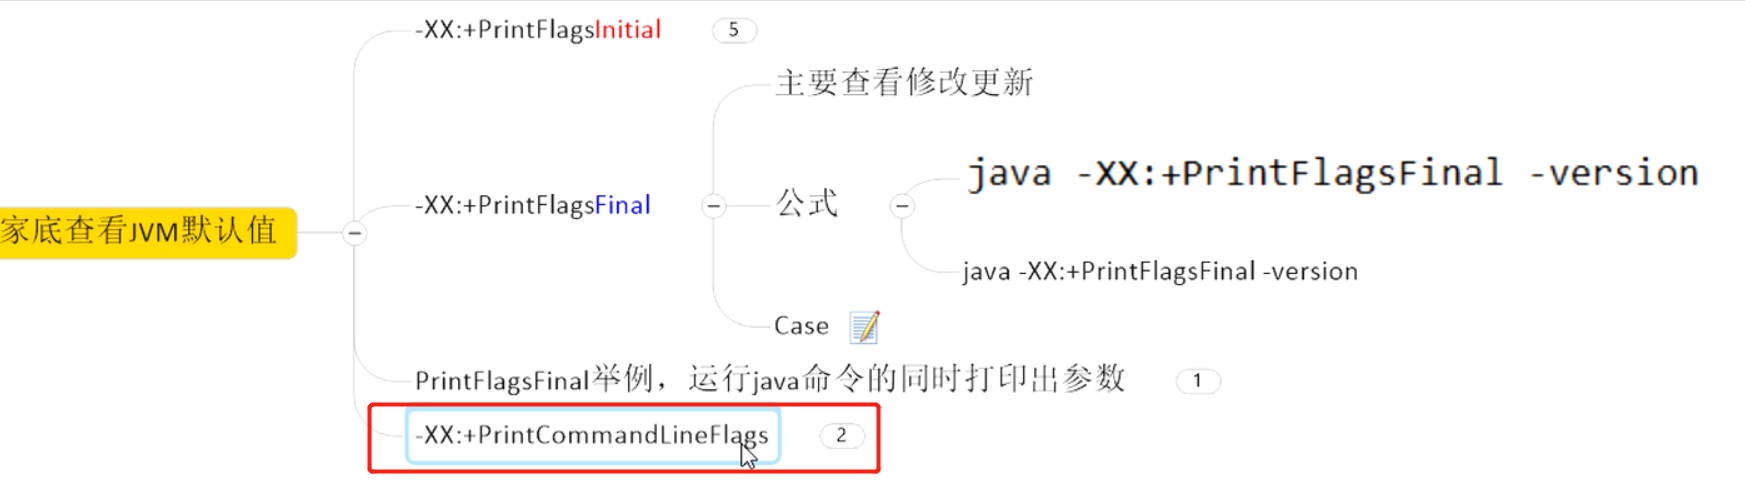 -XX:+PrintFlagsInitial 5
主要查看修改更新
java -XX:+PrintFlagsFinal -version
-XX:+PrintFlagsFinal
公式
家底查看JVM默认值
java -XX:+PrintFlagsFinal -version
Case
PrintFlagsFinal举例，运行java命令的同时打印出参数 1
-XX:+PrintCommandLineFlags 2